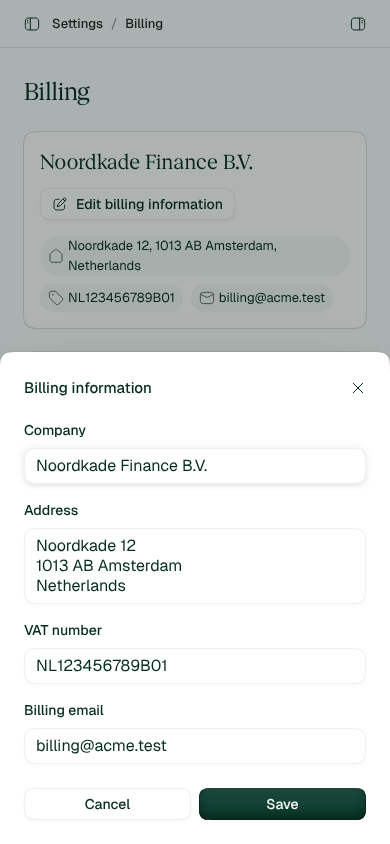 Settings / Billing
Billing
Noordkade Finance B.V.
Edit billing information
Noordkade 12, 1013 AB Amsterdam,
Netherlands
NL123456789B01 billing@acme.test
Billing information
Company
Noordkade Finance B.V.
Address
Noordkade 12
1013 AB Amsterdam
Netherlands
VAT number
NL123456789B01
Billing email
billing@acme.test
Cancel Save